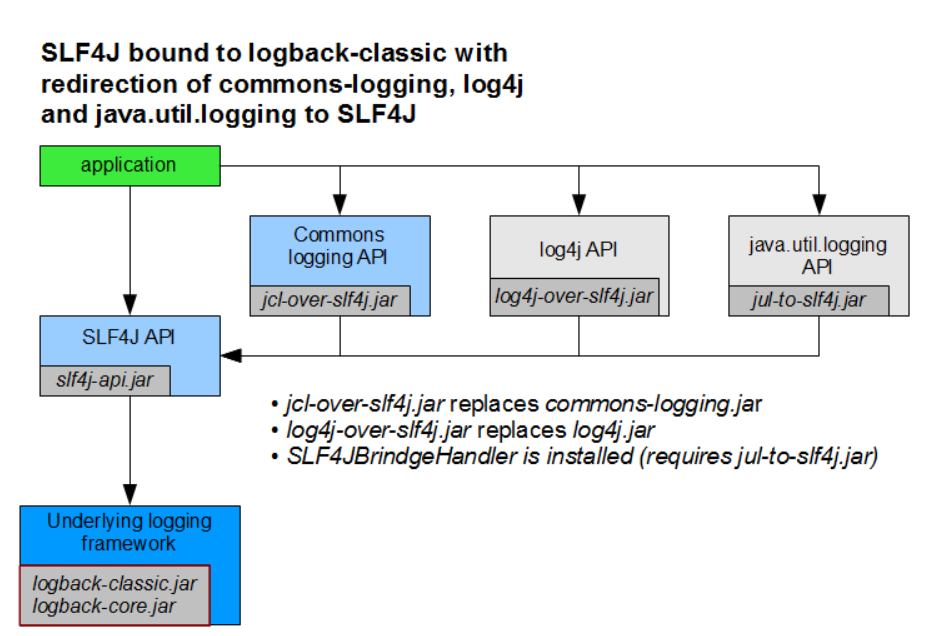 SLF4J bound to logback-classic with
redirection of commons-logging, log4j
and java.util.logging to SLF4J
application
Commons
logging API
jcl-over-slf4j.jar
log4j API
log4j-over-slf4j.jar
java.util.logging
API
jul-to-slf4j.jar
SLF4J API
slf4j-api.jar
• jcl-over-slf4j.jar replaces commons-logging.jar
• log4j-over-slf4j.jar replaces log4j.jar
• SLF4JBrindgeHandler is installed (requires jul-to-slf4j.jar)
Underlying logging
framework
logback-classic.jar
logback-core.jar